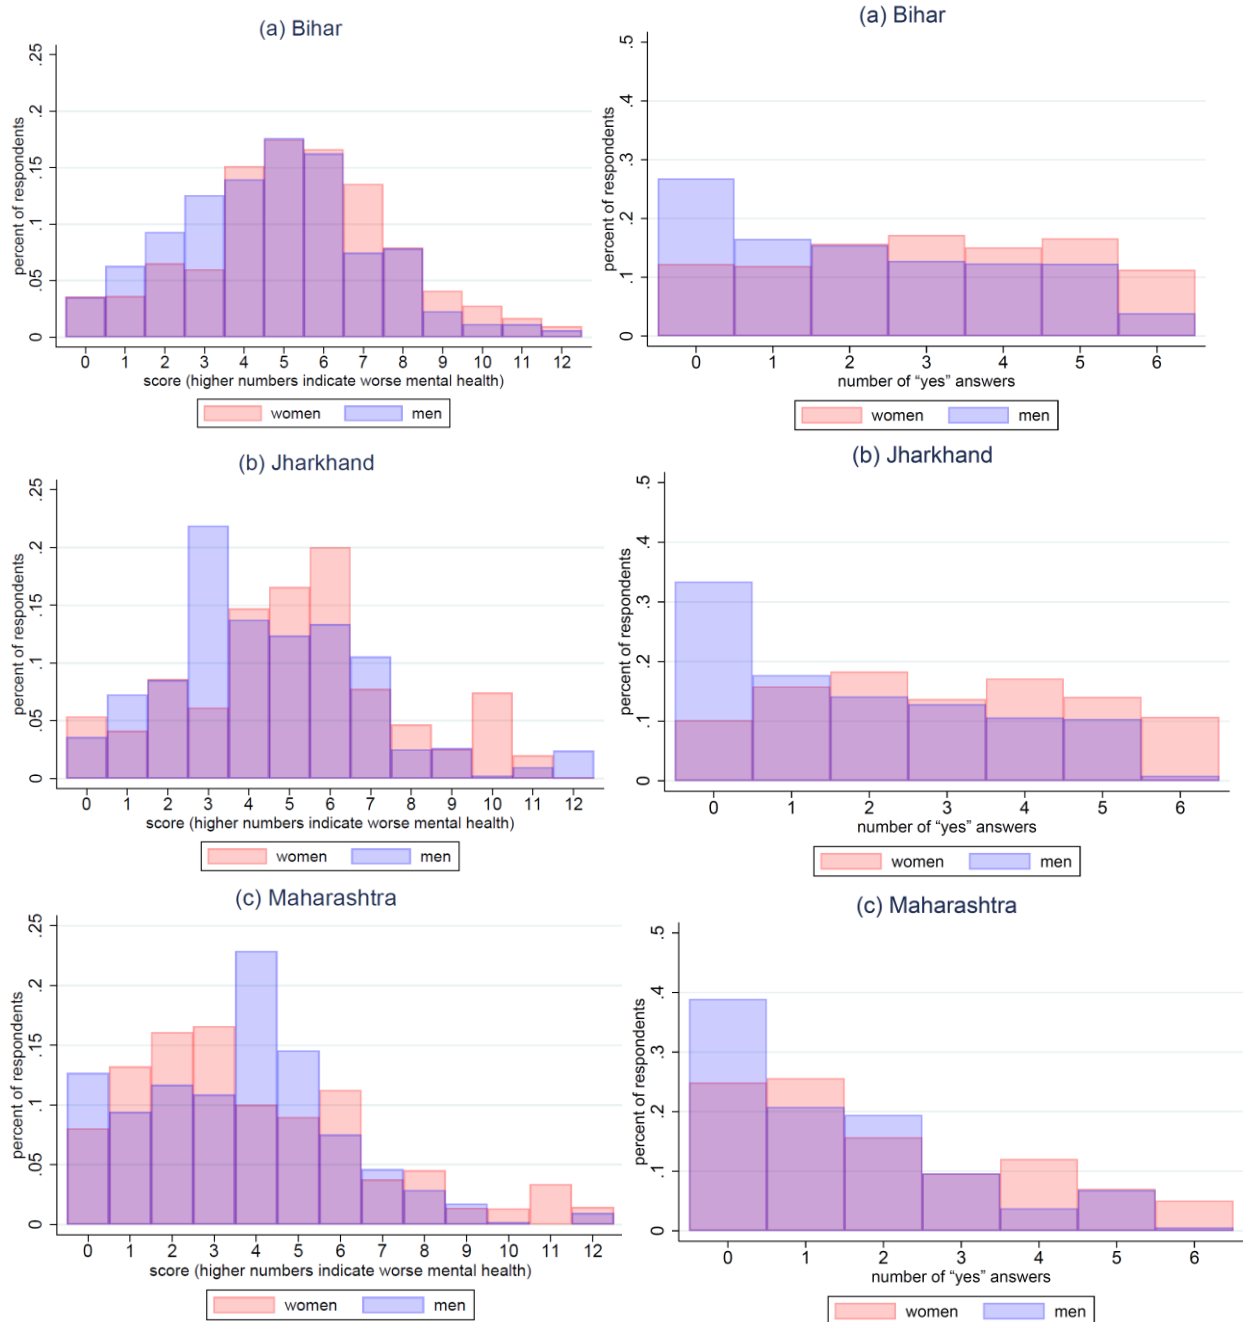 (a) Bihar
percent of respondents
0 .05 .1 .15 .2 .25
0 1 2 3 4 5 6 7 8 9 10 11 12
score (higher numbers indicate worse mental health)
women men
(a) Bihar
percent of respondents
0 .1 .2 .3 .4 .5
0 1 2 3 4 5 6
number of “yes” answers
women men
(b) Jharkhand
percent of respondents
0 .05 .1 .15 .2 .25
0 1 2 3 4 5 6 7 8 9 10 11 12
score (higher numbers indicate worse mental health)
women men
(b) Jharkhand
percent of respondents
0 .1 .2 .3 .4 .5
0 1 2 3 4 5 6
number of “yes” answers
women men
(c) Maharashtra
percent of respondents
0 .05 .1 .15 .2 .25
0 1 2 3 4 5 6 7 8 9 10 11 12
score (higher numbers indicate worse mental health)
women men
(c) Maharashtra
percent of respondents
0 .1 .2 .3 .4 .5
0 1 2 3 4 5 6
number of “yes” answers
women men